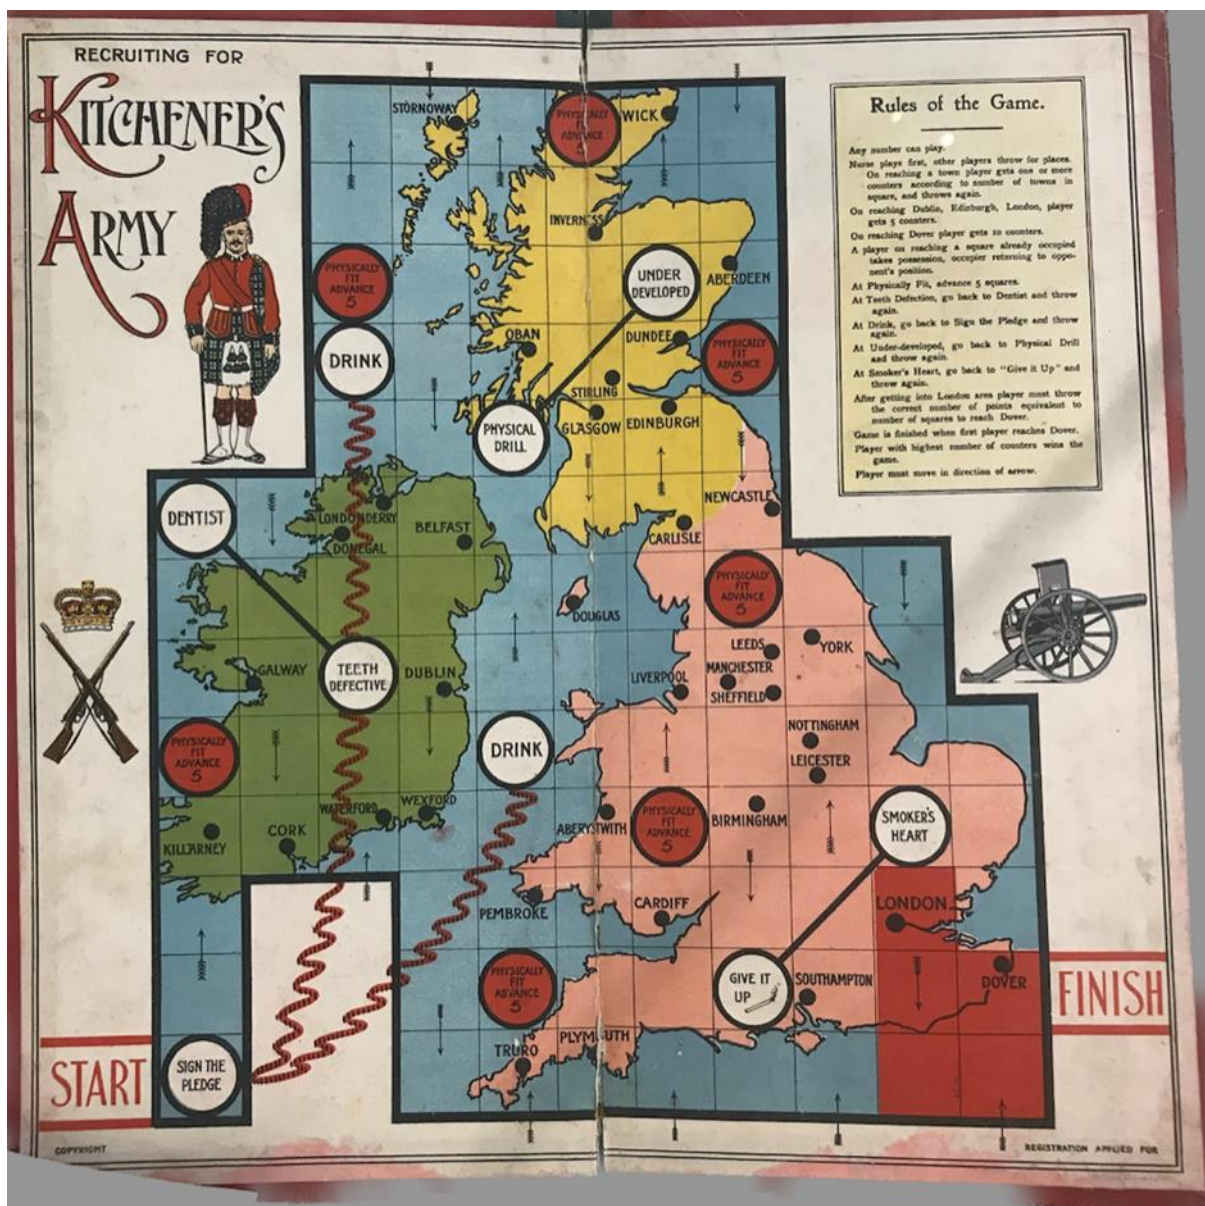 RECRUITING FOR
KITCHENER'S
ARMY
Rules of the Game.
Any number can play.
Nurse plays first, other players throw for places.
On reaching a town player gets one or more
counters according to number of towns in
square, and throws again.
On reaching Dublin, Edinburgh, London, player
gets 5 counters.
On reaching Dover player gets 10 counters.
A player on reaching a square already occupied
takes possession, occupier returning to oppo-
nent's position.
At Physically Fit, advance 5 squares.
At Teeth Defection, go back to Dentist and throw
again.
At Drink, go back to Sign the Pledge and throw
again.
At Under-developed, go back to Physical Drill
and throw again.
At Smoker's Heart, go back to "Give it Up" and
throw again.
After getting into London area player must throw
the correct number of points equivalent to
number of squares to reach Dover.
Game is finished when first player reaches Dover.
Player with highest number of counters wins the
game.
Player must move in direction of arrow.
STORNOWAY
PHYSICALLY
FIT
ADVANCE
5
WICK
INVERNESS
PHYSICALLY
FIT
ADVANCE
5
UNDER
DEVELOPED
ABERDEEN
DRINK
OBAN
DUNDEE
PHYSICALLY
FIT
ADVANCE
5
STIRLING
PHYSICAL
DRILL
GLASGOW
EDINBURGH
NEWCASTLE
DENTIST
LONDONDERRY
DONEGAL
BELFAST
CARLISLE
PHYSICALLY
FIT
ADVANCE
5
DOUGLAS
LEEDS
YORK
GALWAY
TEETH
DEFECTIVE
DUBLIN
LIVERPOOL
MANCHESTER
SHEFFIELD
PHYSICALLY
FIT
ADVANCE
5
DRINK
NOTTINGHAM
LEICESTER
WATERFORD
WEXFORD
KILLARNEY
CORK
ABERYSTWITH
PHYSICALLY
FIT
ADVANCE
5
BIRMINGHAM
SMOKER'S
HEART
PEMBROKE
CARDIFF
LONDON
PHYSICALLY
FIT
ADVANCE
5
GIVE IT
UP
SOUTHAMPTON
DOVER
FINISH
START
SIGN THE
PLEDGE
TRURO
PLYMOUTH
COPYRIGHT
REGISTRATION APPLIED FOR